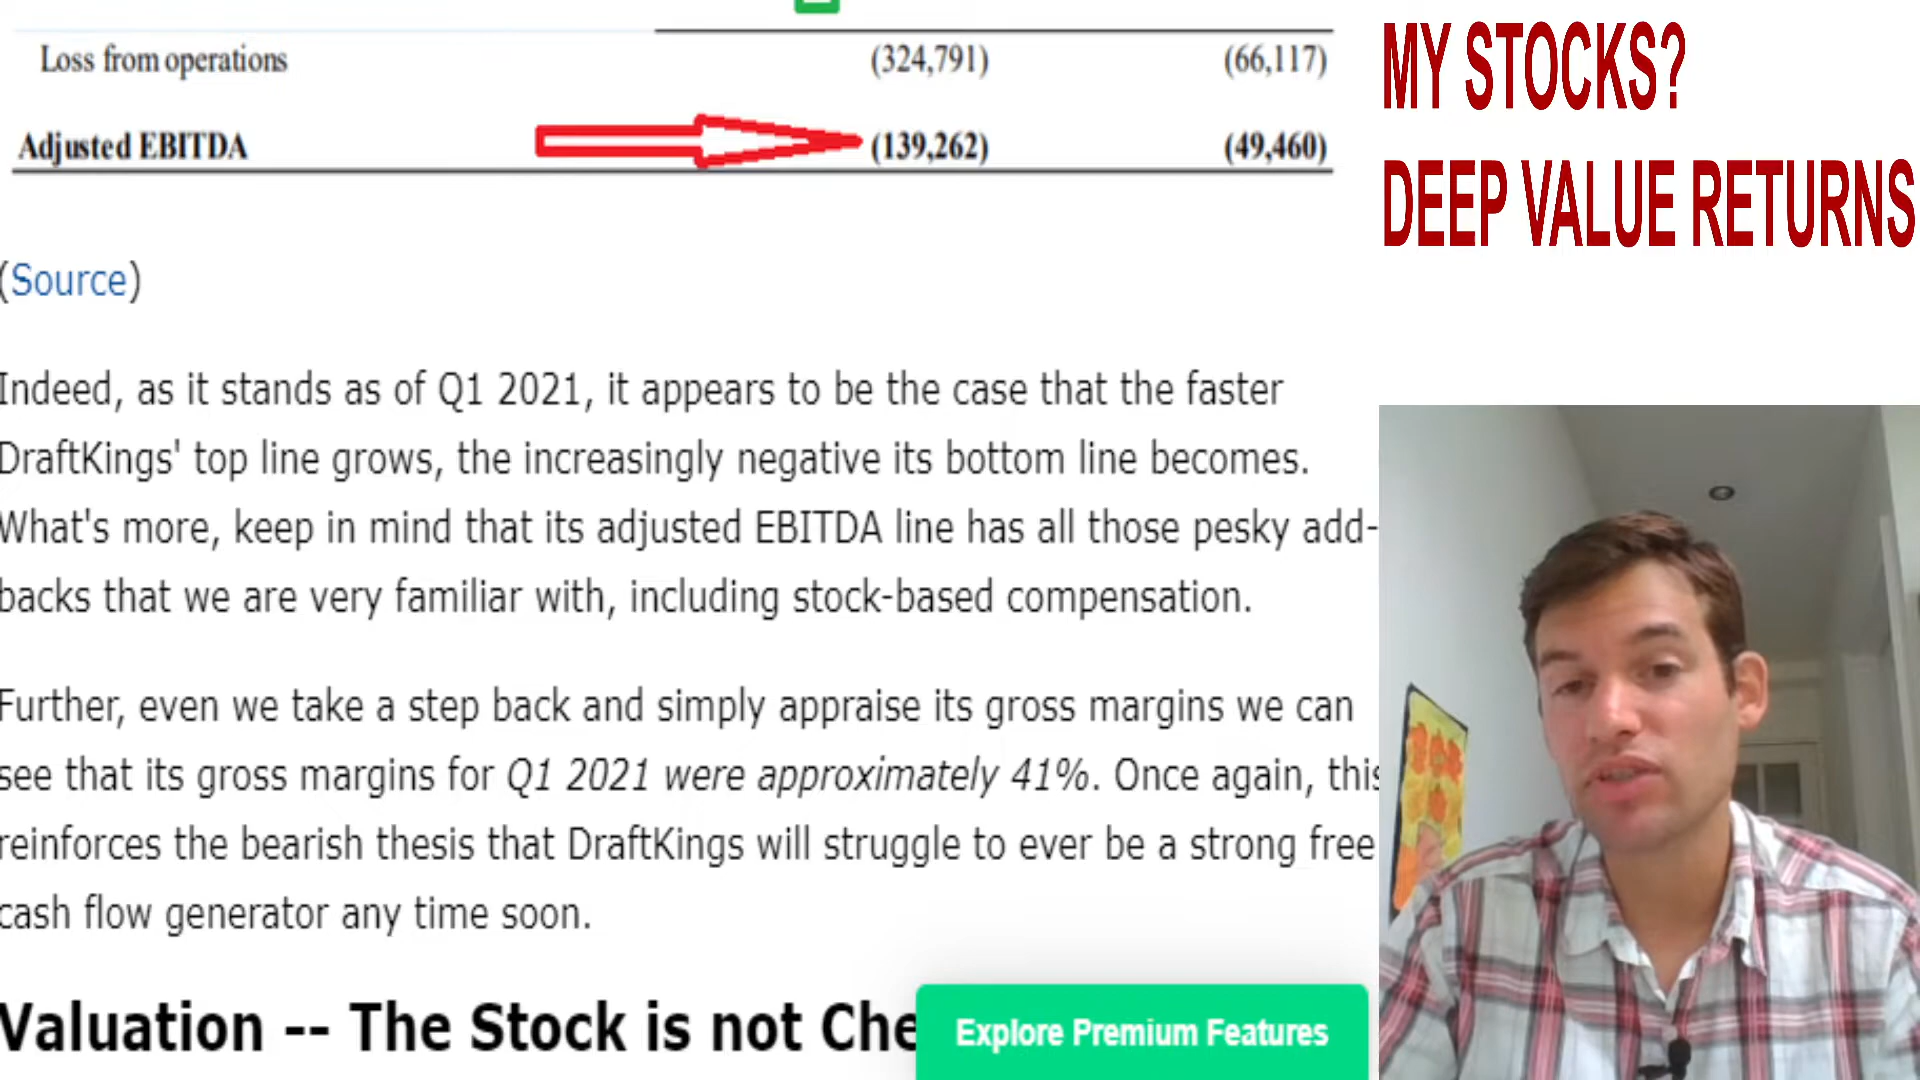 Loss from operations (324,791) (66,117)
Adjusted EBITDA (139,262) (49,460)
(Source)
Indeed, as it stands as of Q1 2021, it appears to be the case that the faster
DraftKings' top line grows, the increasingly negative its bottom line becomes.
What's more, keep in mind that its adjusted EBITDA line has all those pesky add-
backs that we are very familiar with, including stock-based compensation.
Further, even we take a step back and simply appraise its gross margins we can
see that its gross margins for Q1 2021 were approximately 41%. Once again, this
reinforces the bearish thesis that DraftKings will struggle to ever be a strong free
cash flow generator any time soon.
Valuation -- The Stock is not Che
Explore Premium Features
MY STOCKS?
DEEP VALUE RETURNS